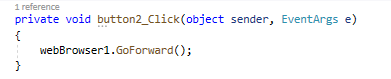 1 reference
private void button2_Click(object sender, EventArgs e)
{
webBrowser1.GoForward();
}